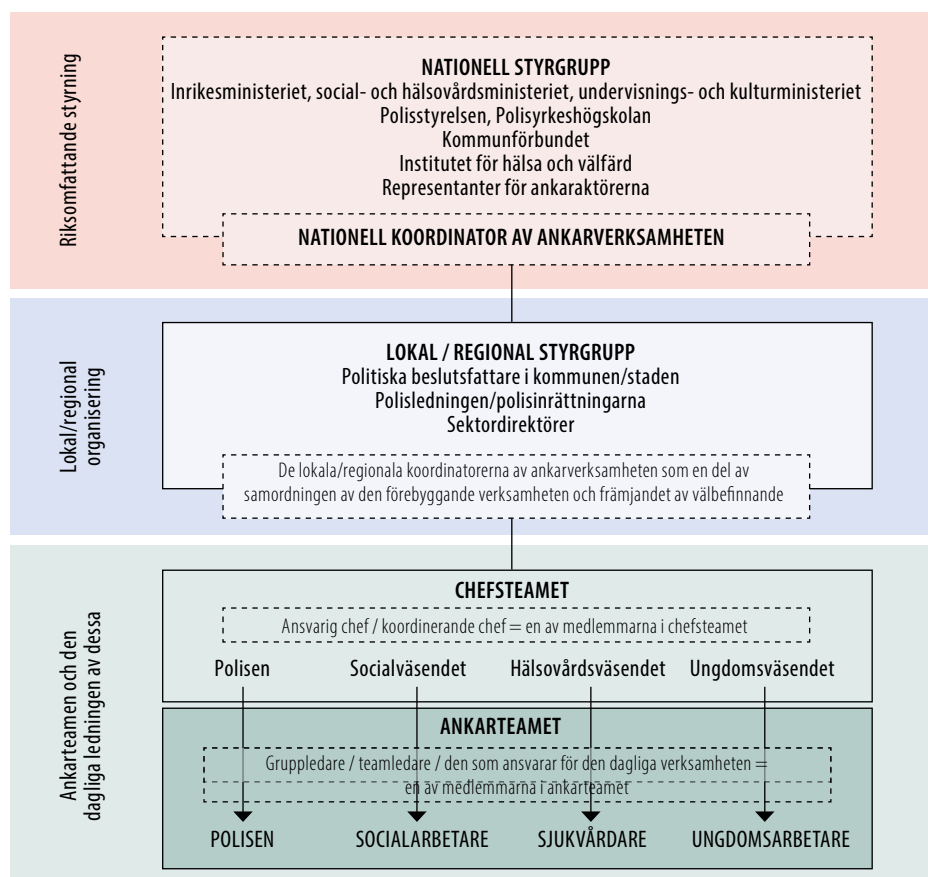 Riksomfattande styrning
NATIONELL STYRGRUPP
Inrikesministeriet, social- och hälsovårdsministeriet, undervisnings- och kulturministeriet
Polisstyrelsen, Polisyrkeshögskolan
Kommunförbundet
Institutet för hälsa och välfärd
Representanter för ankaraktörerna
NATIONELL KOORDINATOR AV ANKARVERKSAMHETEN
Lokal/regional
organisering
LOKAL / REGIONAL STYRGRUPP
Politiska beslutsfattare i kommunen/staden
Polisledningen/polisinrättningarna
Sektordirektörer
De lokala/regionala koordinatorerna av ankarverksamheten som en del av
samordningen av den förebyggande verksamheten och främjandet av välbefinnande
Ankarteamen och den
dagliga ledningen av dessa
CHEFSTEAMET
Ansvarig chef / koordinerande chef = en av medlemmarna i chefsteamet
Polisen Socialväsendet Hälsovårdsväsendet Ungdomsväsendet
ANKARTEAMET
Gruppledare / teamledare / den som ansvarar för den dagliga verksamheten =
en av medlemmarna i ankarteamet
POLISEN SOCIALARBETARE SJUKVÅRDARE UNGDOMSARBETARE